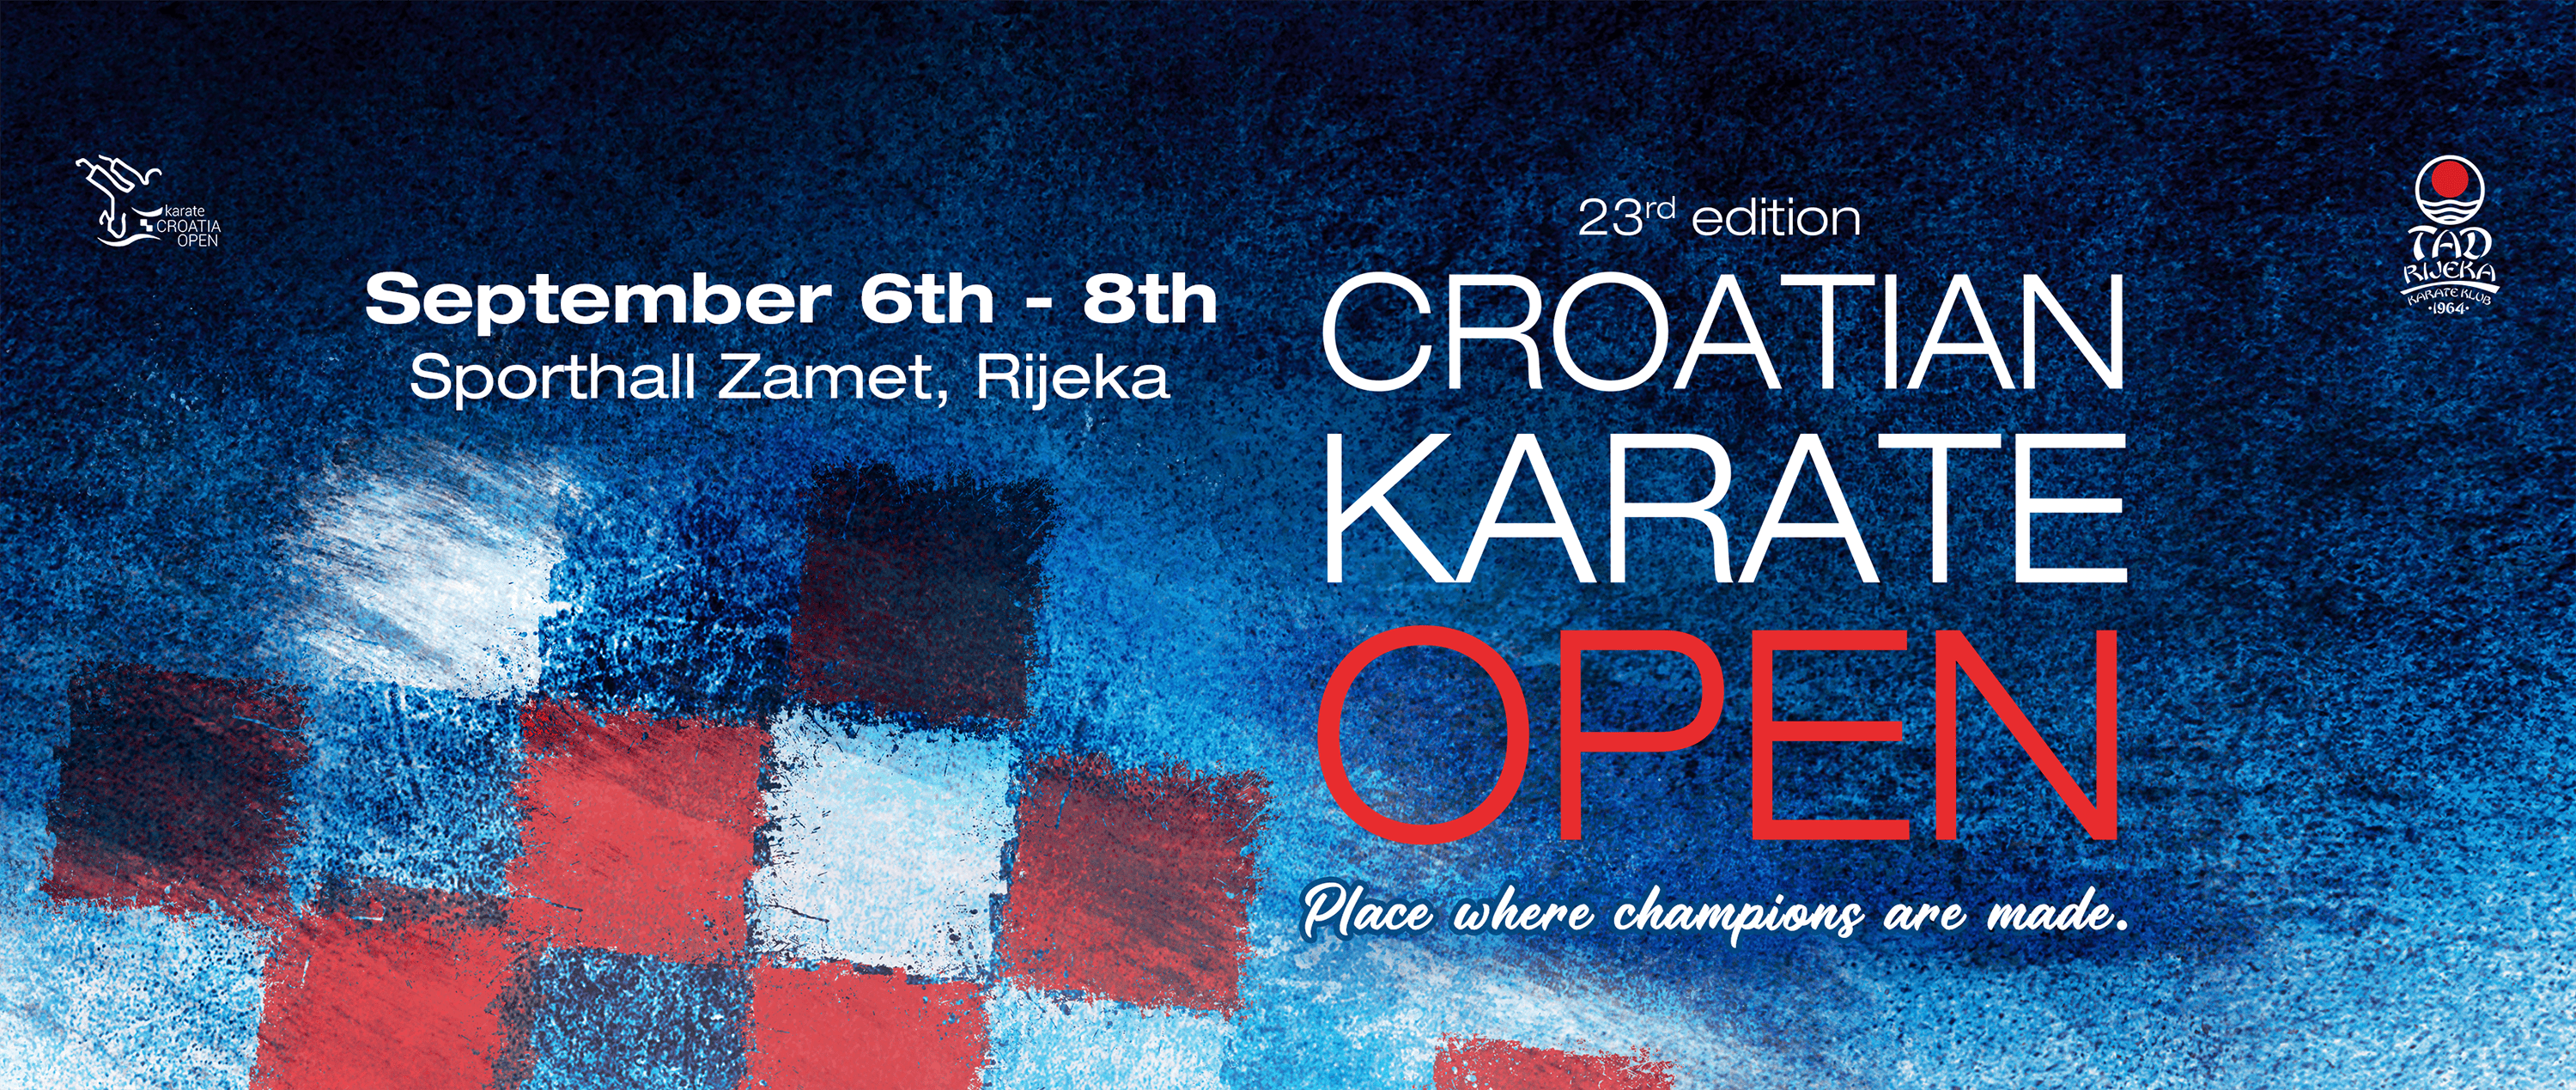 karate
CROATIA
OPEN
September 6th - 8th
Sporthall Zamet, Rijeka
23rd edition
CROATIAN
KARATE
OPEN
Place where champions are made.
TAD
RIJEKA
KARATE KLUB
·1964·